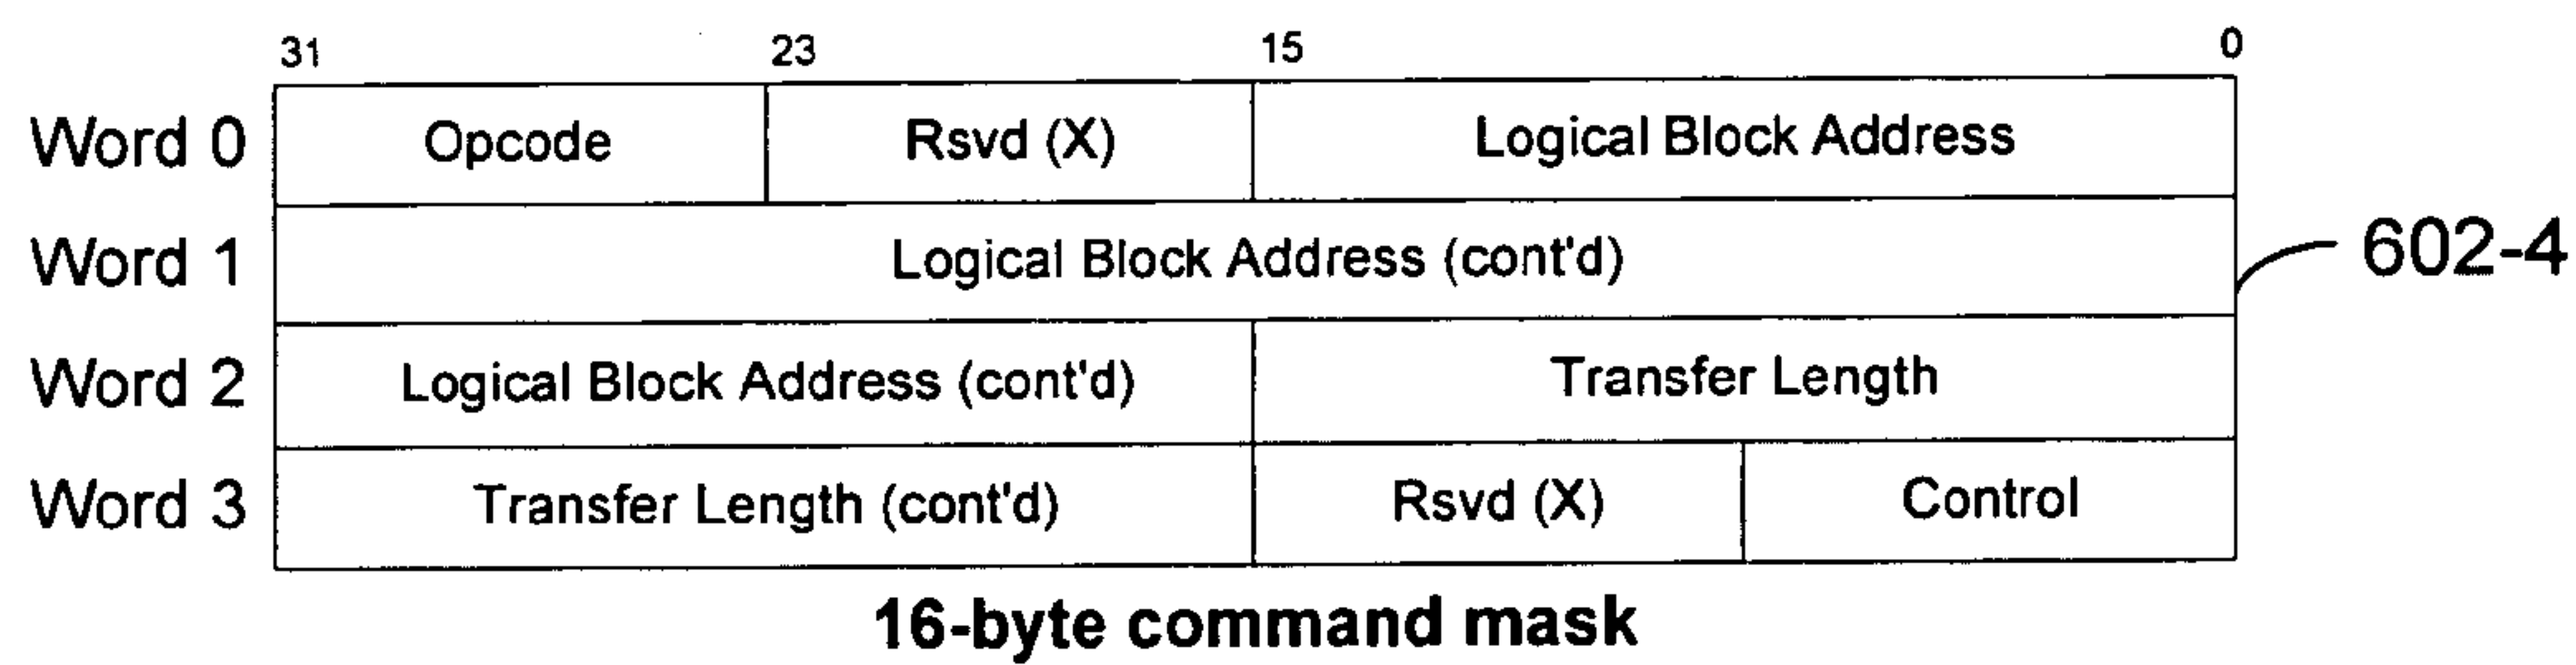 31 23 15 0
Word 0 Opcode Rsvd (X) Logical Block Address
Word 1 Logical Block Address (cont'd) 602-4
Word 2 Logical Block Address (cont'd) Transfer Length
Word 3 Transfer Length (cont'd) Rsvd (X) Control
16-byte command mask